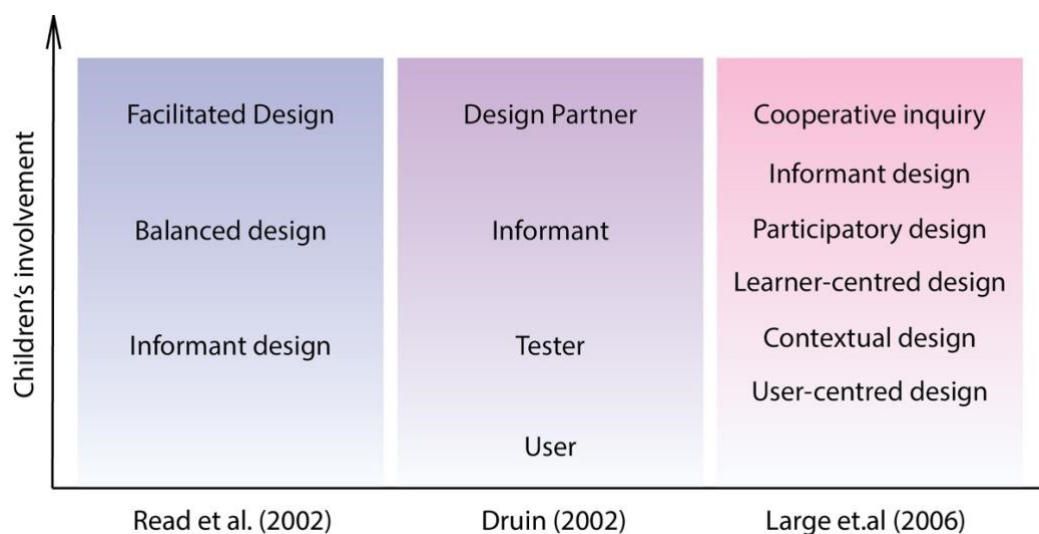 Children's involvement
Facilitated Design
Balanced design
Informant design
Read et al. (2002)
Design Partner
Informant
Tester
User
Druin (2002)
Cooperative inquiry
Informant design
Participatory design
Learner-centred design
Contextual design
User-centred design
Large et.al (2006)